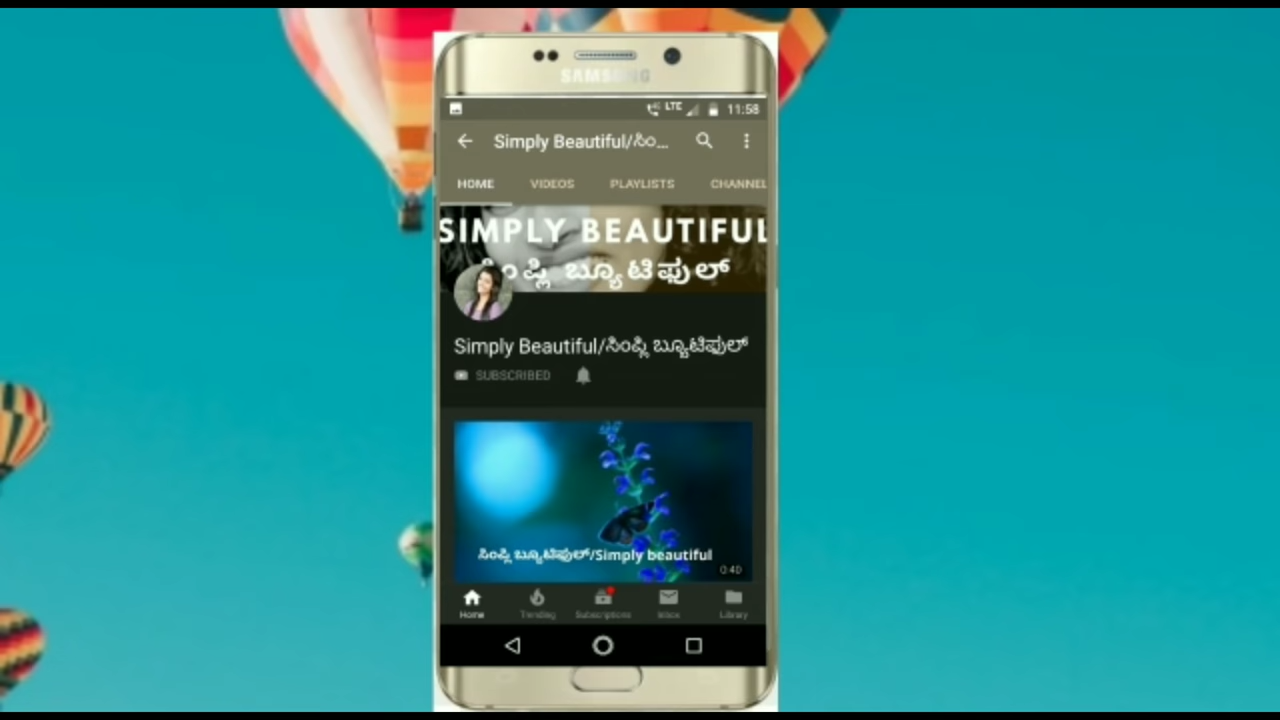 SAMSUNG
LTE 11:58
Simply Beautiful/ಸಿಂ...
HOME VIDEOS PLAYLISTS CHANNEL
SIMPLY BEAUTIFUL
ಸಿಂಪ್ಲಿ ಬ್ಯೂಟಿಫುಲ್
Simply Beautiful/ಸಿಂಪ್ಲಿ ಬ್ಯೂಟಿಫುಲ್
SUBSCRIBED
ಸಿಂಪ್ಲಿ ಬ್ಯೂಟಿಫುಲ್/Simply beautiful
0:40
Home Trending Subscriptions Inbox Library